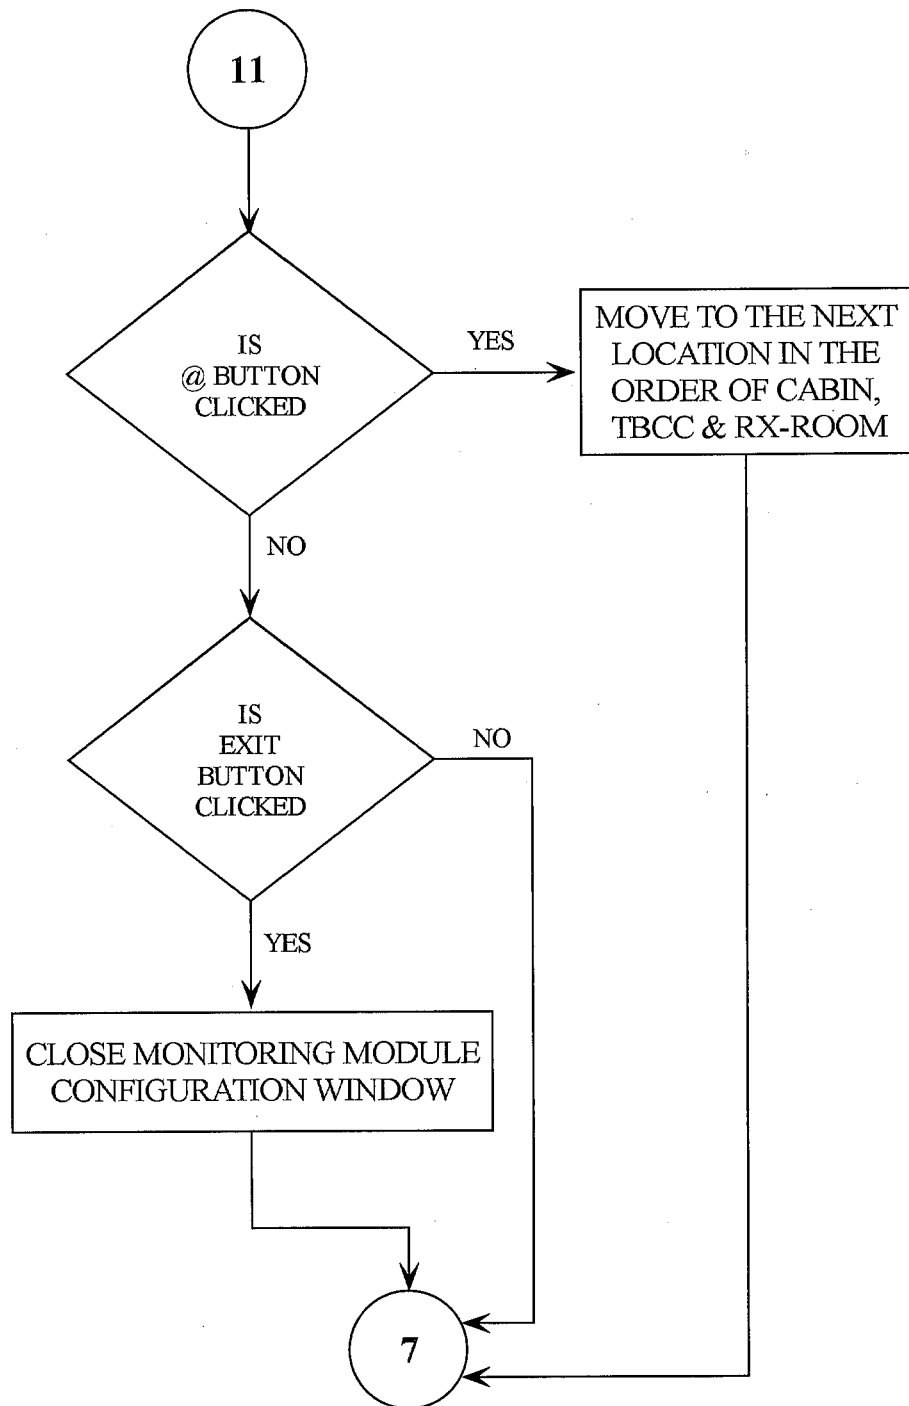 11
IS
@ BUTTON
CLICKED
YES
MOVE TO THE NEXT
LOCATION IN THE
ORDER OF CABIN,
TBCC & RX-ROOM
NO
IS
EXIT
BUTTON
CLICKED
NO
YES
CLOSE MONITORING MODULE
CONFIGURATION WINDOW
7